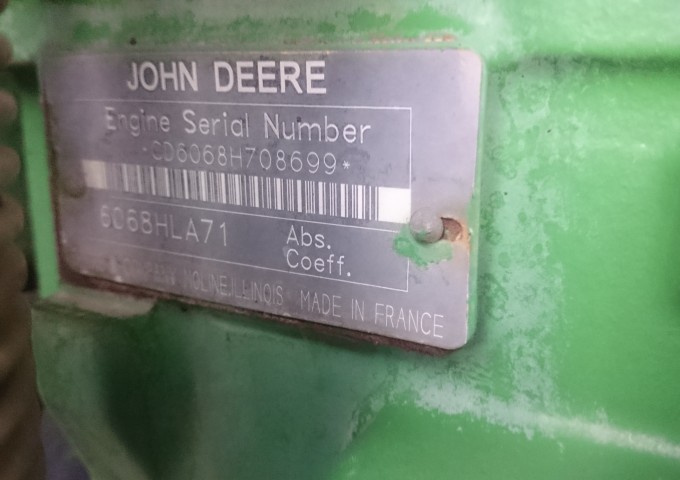 JOHN DEERE
Engine Serial Number
*CD6068H708699*
6068HLA71
Abs.
Coeff.
MOLINE, ILLINOIS MADE IN FRANCE